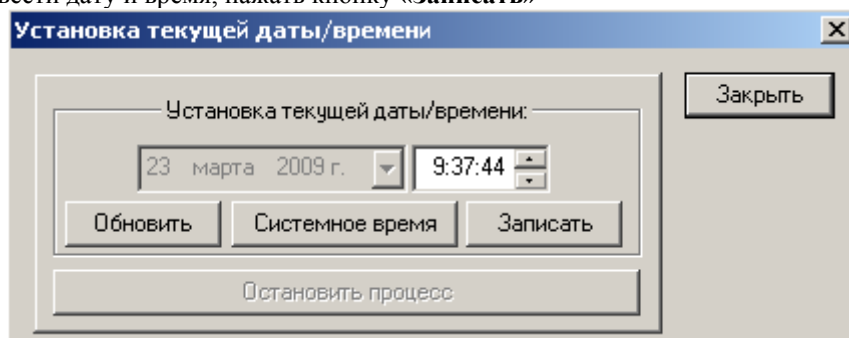 вести дату и время, нажать кнопку «Записать»
Установка текущей даты/времени
Закрыть
Установка текущей даты/времени:
23 марта 2009 г.
9:37:44
Обновить
Системное время
Записать
Остановить процесс